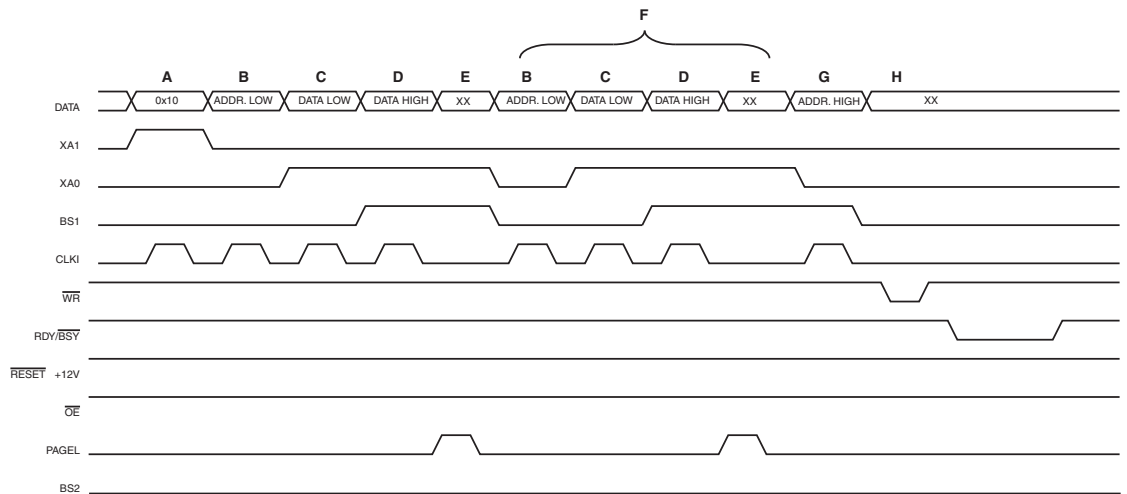 F
A B C D E B C D E G H
DATA 0x10 ADDR. LOW DATA LOW DATA HIGH XX ADDR. LOW DATA LOW DATA HIGH XX ADDR. HIGH XX
XA1
XA0
BS1
CLKI
WR
RDY/BSY
RESET +12V
OE
PAGEL
BS2